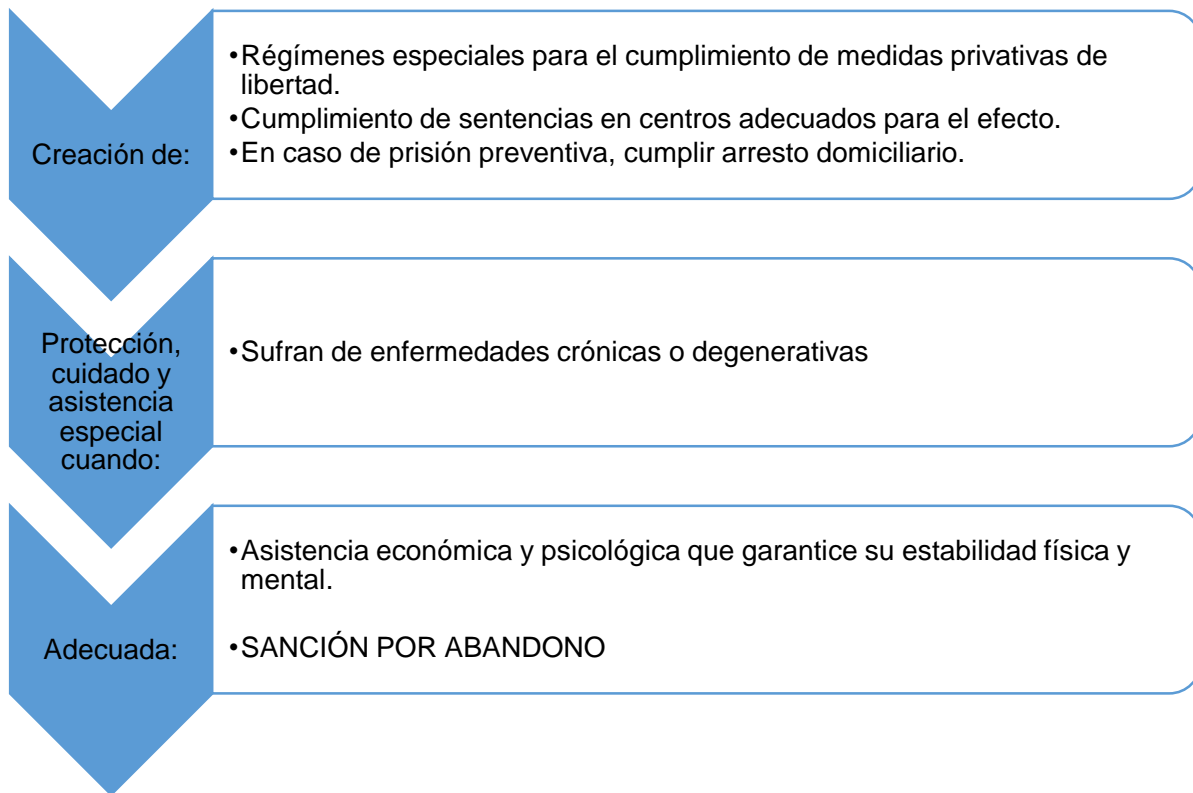 Creación de:
•Régímenes especiales para el cumplimiento de medidas privativas de
libertad.
•Cumplimiento de sentencias en centros adecuados para el efecto.
•En caso de prisión preventiva, cumplir arresto domiciliario.
Protección,
cuidado y
asistencia
especial
cuando:
•Sufran de enfermedades crónicas o degenerativas
Adecuada:
•Asistencia económica y psicológica que garantice su estabilidad física y
mental.
•SANCIÓN POR ABANDONO